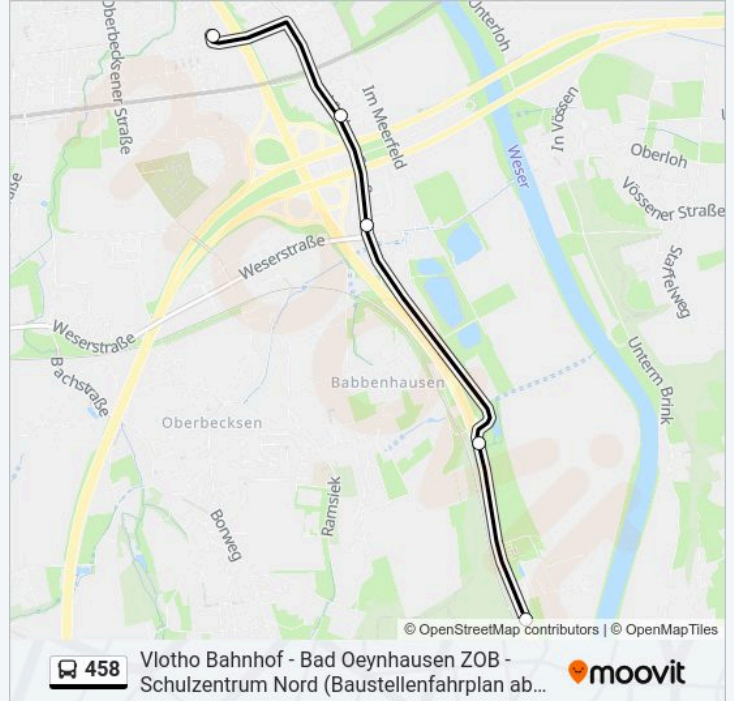 Oberbecksener Straße
Unterloh
Im Meerfeld
In Vössen
Oberloh
Weser
Vössener Straße
Weserstraße
Staffelweg
Weserstraße
Bachstraße
Babbenhausen
Unterm Brink
Oberbecksen
Ramsiek
Borweg
© OpenStreetMap contributors | © OpenMapTiles
458
Vlotho Bahnhof - Bad Oeynhausen ZOB -
Schulzentrum Nord (Baustellenfahrplan ab...
moovit